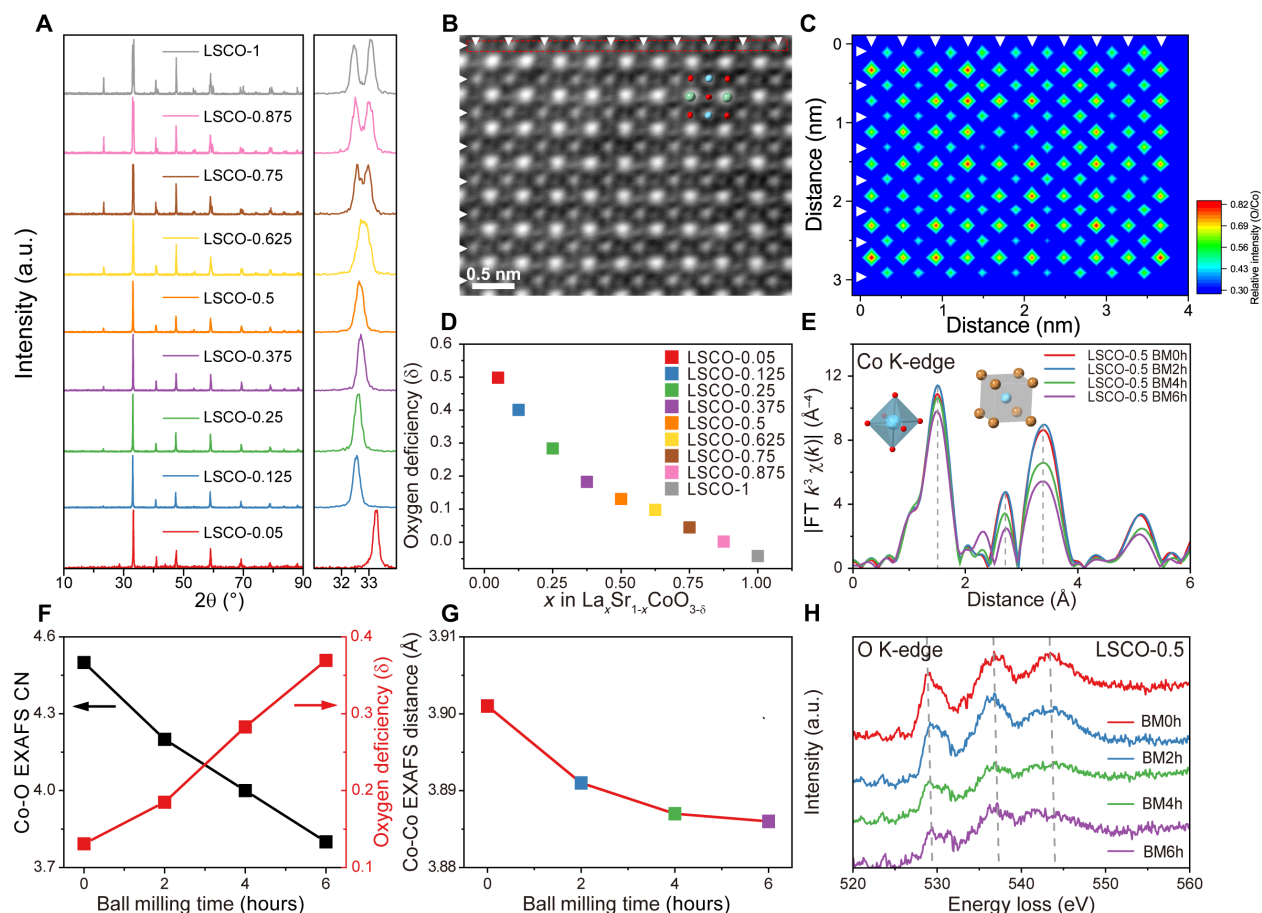 A
Intensity (a.u.)
LSCO-1
LSCO-0.875
LSCO-0.75
LSCO-0.625
LSCO-0.5
LSCO-0.375
LSCO-0.25
LSCO-0.125
LSCO-0.05
10 30 50 70 90 32 33
2θ (°)
B
0.5 nm
C
Distance (nm)
0
1
2
3
0 1 2 3 4
Distance (nm)
0.82
0.69
0.56
0.43
0.30
Relative intensity (O/Co)
D
Oxygen deficiency (δ)
0.6
0.5
0.4
0.3
0.2
0.1
0.0
LSCO-0.05
LSCO-0.125
LSCO-0.25
LSCO-0.375
LSCO-0.5
LSCO-0.625
LSCO-0.75
LSCO-0.875
LSCO-1
0.00 0.25 0.50 0.75 1.00
x in LaₓSr₁₋ₓCoO₃₋δ
E
Co K-edge
LSCO-0.5 BM0h
LSCO-0.5 BM2h
LSCO-0.5 BM4h
LSCO-0.5 BM6h
|FT k³ χ(k)| (Å⁻⁴)
12
8
4
0
0 2 4 6
Distance (Å)
F
Co-O EXAFS CN
4.6
4.3
4.0
3.7
0.4
0.3
0.2
0.1
Oxygen deficiency (δ)
0 2 4 6
Ball milling time (hours)
G
Co-Co EXAFS distance (Å)
3.91
3.90
3.89
3.88
0 2 4 6
Ball milling time (hours)
H
O K-edge
LSCO-0.5
Intensity (a.u.)
BM0h
BM2h
BM4h
BM6h
520 530 540 550 560
Energy loss (eV)